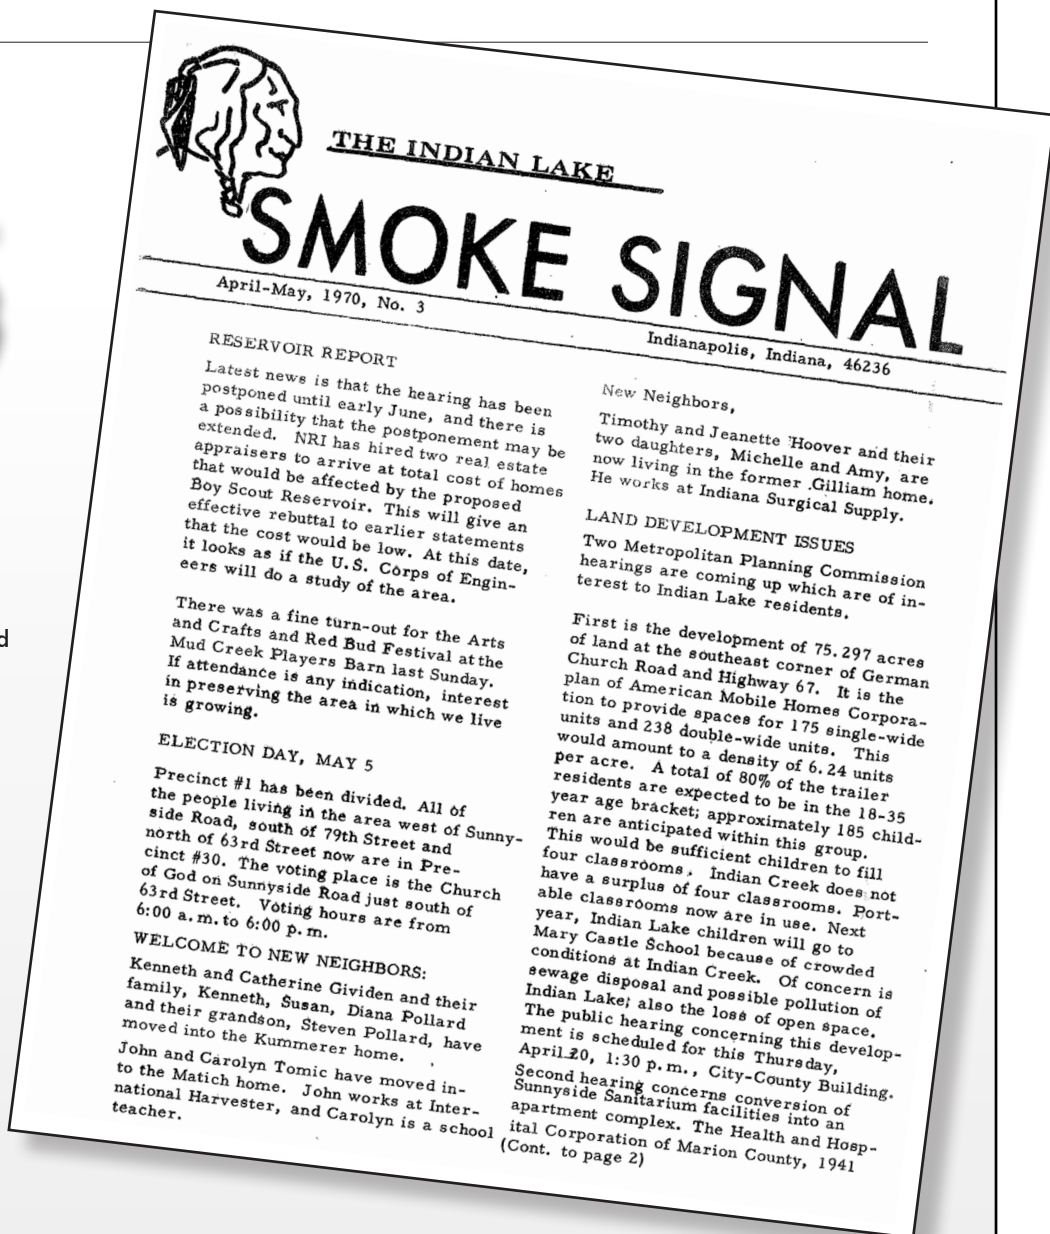 THE INDIAN LAKE
SMOKE SIGNAL
April-May, 1970, No. 3
Indianapolis, Indiana, 46236
RESERVOIR REPORT
Latest news is that the hearing has been
postponed until early June, and there is
a possibility that the postponement may be
extended. NRI has hired two real estate
appraisers to arrive at total cost of homes
that would be affected by the proposed
Boy Scout Reservoir. This will give an
effective rebuttal to earlier statements
that the cost would be low. At this date,
it looks as if the U.S. Corps of Engin-
eers will do a study of the area.
There was a fine turn-out for the Arts
and Crafts and Red Bud Festival at the
Mud Creek Players Barn last Sunday.
If attendance is any indication, interest
in preserving the area in which we live
is growing.
ELECTION DAY, MAY 5
Precinct #1 has been divided. All of
the people living in the area west of Sunny-
side Road, south of 79th Street and
north of 63rd Street now are in Pre-
cinct #30. The voting place is the Church
of God on Sunnyside Road just south of
63rd Street. Voting hours are from
6:00 a.m. to 6:00 p.m.
WELCOME TO NEW NEIGHBORS:
Kenneth and Catherine Gividen and their
family, Kenneth, Susan, Diana Pollard
and their grandson, Steven Pollard, have
moved into the Kummerer home.
John and Carolyn Tomic have moved in-
to the Matich home. John works at Inter-
national Harvester, and Carolyn is a school
teacher.
New Neighbors,
Timothy and Jeanette Hoover and their
two daughters, Michelle and Amy, are
now living in the former Gilliam home.
He works at Indiana Surgical Supply.
LAND DEVELOPMENT ISSUES
Two Metropolitan Planning Commission
hearings are coming up which are of in-
terest to Indian Lake residents.
First is the development of 75.297 acres
of land at the southeast corner of German
Church Road and Highway 67. It is the
plan of American Mobile Homes Corpora-
tion to provide spaces for 175 single-wide
units and 238 double-wide units. This
would amount to a density of 6.24 units
per acre. A total of 80% of the trailer
residents are expected to be in the 18-35
year age bracket; approximately 185 child-
ren are anticipated within this group.
This would be sufficient children to fill
four classrooms. Indian Creek does not
have a surplus of four classrooms. Port-
able classrooms now are in use. Next
year, Indian Lake children will go to
Mary Castle School because of crowded
conditions at Indian Creek. Of concern is
sewage disposal and possible pollution of
Indian Lake; also the loss of open space.
The public hearing concerning this develop-
ment is scheduled for this Thursday,
April 20, 1:30 p.m., City-County Building.
Second hearing concerns conversion of
Sunnyside Sanitarium facilities into an
apartment complex. The Health and Hosp-
ital Corporation of Marion County, 1941
(Cont. to page 2)